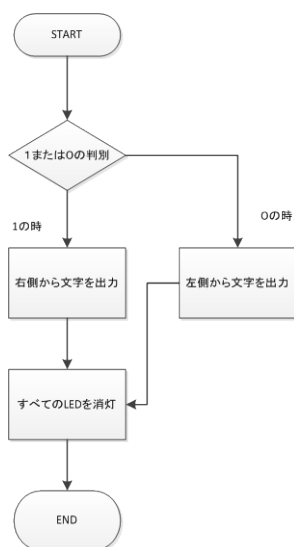 START
1または0の判別
1の時
0の時
右側から文字を出力
左側から文字を出力
すべてのLEDを消灯
END